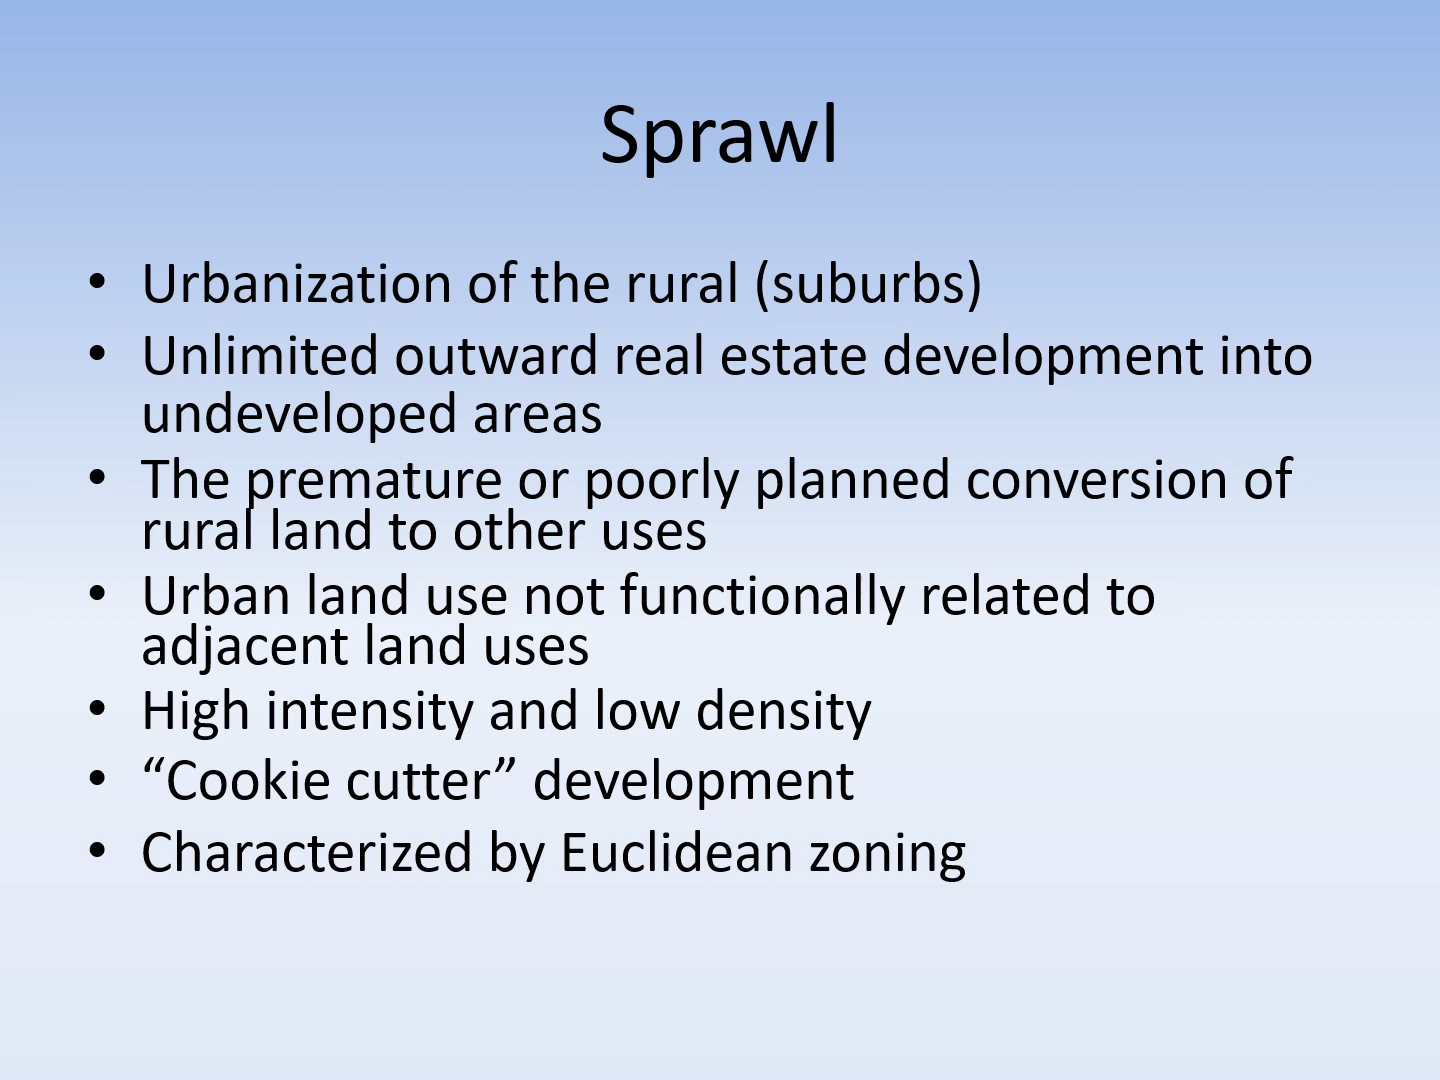 Sprawl
• Urbanization of the rural (suburbs)
• Unlimited outward real estate development into
undeveloped areas
• The premature or poorly planned conversion of
rural land to other uses
• Urban land use not functionally related to
adjacent land uses
• High intensity and low density
• “Cookie cutter” development
• Characterized by Euclidean zoning